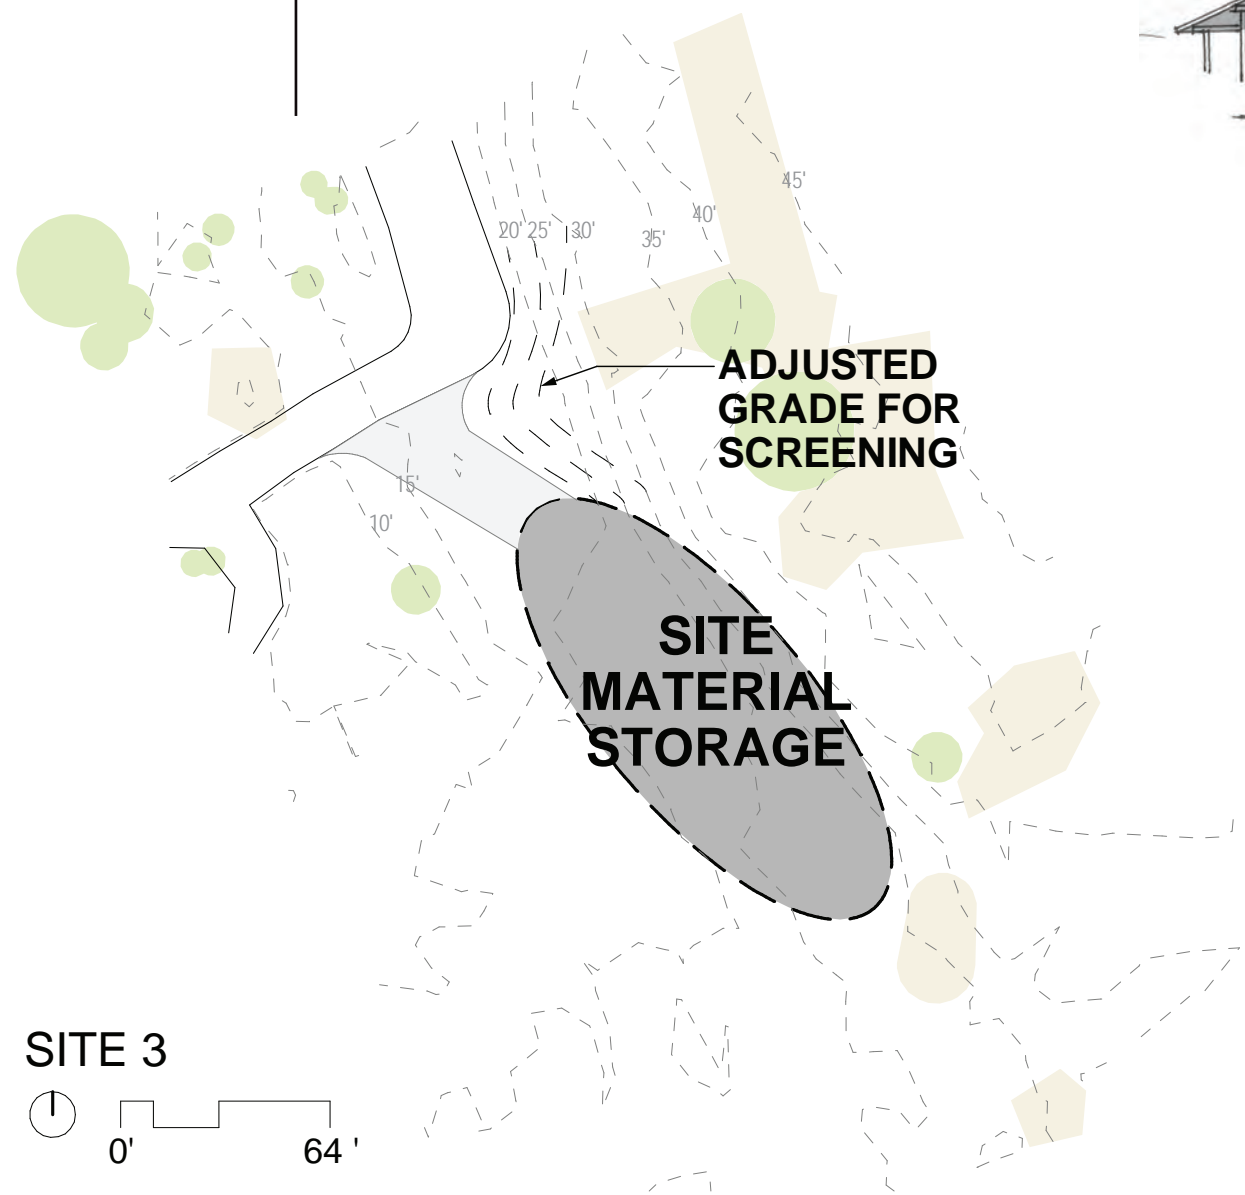 45'
40'
20' 25' 30'
35'
ADJUSTED
GRADE FOR
SCREENING
15'
10'
SITE
MATERIAL
STORAGE
SITE 3
0' 64 '